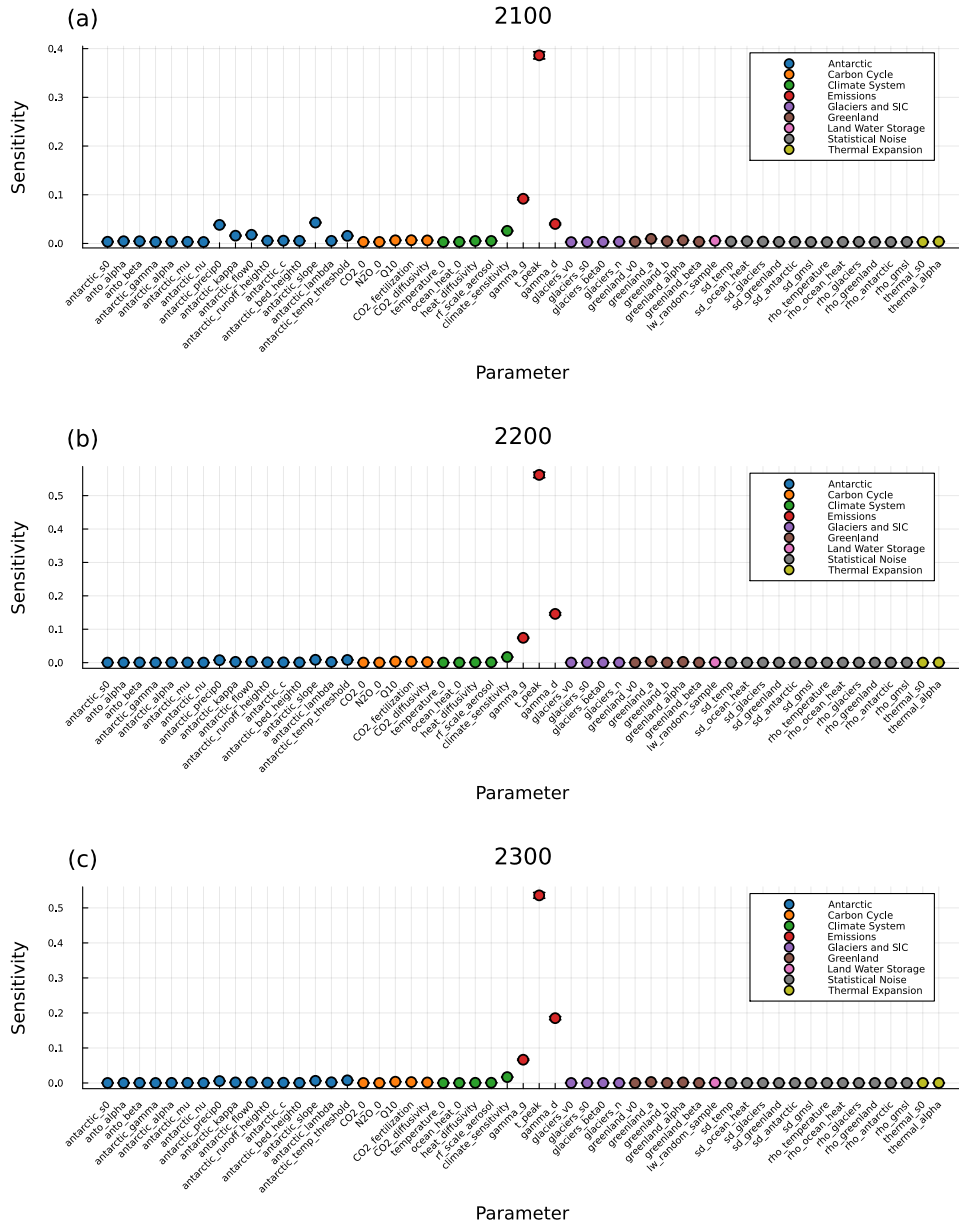 (a)
2100
0.4
0.3
0.2
0.1
0.0
Sensitivity
Antarctic
Carbon Cycle
Climate System
Emissions
Glaciers and SIC
Greenland
Land Water Storage
Statistical Noise
Thermal Expansion
antarctic_s0
anto_alpha
anto_beta
antarctic_gamma
antarctic_alpha
antarctic_mu
antarctic_nu
antarctic_precip0
antarctic_kappa
antarctic_flow0
antarctic_runoff_height0
antarctic_c
antarctic_bed_height0
antarctic_slope
antarctic_lambda
antarctic_temp_threshold
CO2_0
N2O_0
Q10
CO2_fertilization
CO2_diffusivity
temperature_0
ocean_heat_0
heat_diffusivity
rf_scale_aerosol
climate_sensitivity
gamma_g
t_peak
gamma_d
glaciers_v0
glaciers_s0
glaciers_beta0
glaciers_n
greenland_v0
greenland_a
greenland_b
greenland_alpha
greenland_beta
lw_random_sample
sd_temp
sd_ocean_heat
sd_glaciers
sd_greenland
sd_antarctic
sd_gmsl
rho_temperature
rho_ocean_heat
rho_glaciers
rho_greenland
rho_antarctic
rho_gmsl
thermal_s0
thermal_alpha
Parameter
(b)
2200
0.5
0.4
0.3
0.2
0.1
0.0
Sensitivity
Antarctic
Carbon Cycle
Climate System
Emissions
Glaciers and SIC
Greenland
Land Water Storage
Statistical Noise
Thermal Expansion
antarctic_s0
anto_alpha
anto_beta
antarctic_gamma
antarctic_alpha
antarctic_mu
antarctic_nu
antarctic_precip0
antarctic_kappa
antarctic_flow0
antarctic_runoff_height0
antarctic_c
antarctic_bed_height0
antarctic_slope
antarctic_lambda
antarctic_temp_threshold
CO2_0
N2O_0
Q10
CO2_fertilization
CO2_diffusivity
temperature_0
ocean_heat_0
heat_diffusivity
rf_scale_aerosol
climate_sensitivity
gamma_g
t_peak
gamma_d
glaciers_v0
glaciers_s0
glaciers_beta0
glaciers_n
greenland_v0
greenland_a
greenland_b
greenland_alpha
greenland_beta
lw_random_sample
sd_temp
sd_ocean_heat
sd_glaciers
sd_greenland
sd_antarctic
sd_gmsl
rho_temperature
rho_ocean_heat
rho_glaciers
rho_greenland
rho_antarctic
rho_gmsl
thermal_s0
thermal_alpha
Parameter
(c)
2300
0.5
0.4
0.3
0.2
0.1
0.0
Sensitivity
Antarctic
Carbon Cycle
Climate System
Emissions
Glaciers and SIC
Greenland
Land Water Storage
Statistical Noise
Thermal Expansion
antarctic_s0
anto_alpha
anto_beta
antarctic_gamma
antarctic_alpha
antarctic_mu
antarctic_nu
antarctic_precip0
antarctic_kappa
antarctic_flow0
antarctic_runoff_height0
antarctic_c
antarctic_bed_height0
antarctic_slope
antarctic_lambda
antarctic_temp_threshold
CO2_0
N2O_0
Q10
CO2_fertilization
CO2_diffusivity
temperature_0
ocean_heat_0
heat_diffusivity
rf_scale_aerosol
climate_sensitivity
gamma_g
t_peak
gamma_d
glaciers_v0
glaciers_s0
glaciers_beta0
glaciers_n
greenland_v0
greenland_a
greenland_b
greenland_alpha
greenland_beta
lw_random_sample
sd_temp
sd_ocean_heat
sd_glaciers
sd_greenland
sd_antarctic
sd_gmsl
rho_temperature
rho_ocean_heat
rho_glaciers
rho_greenland
rho_antarctic
rho_gmsl
thermal_s0
thermal_alpha
Parameter